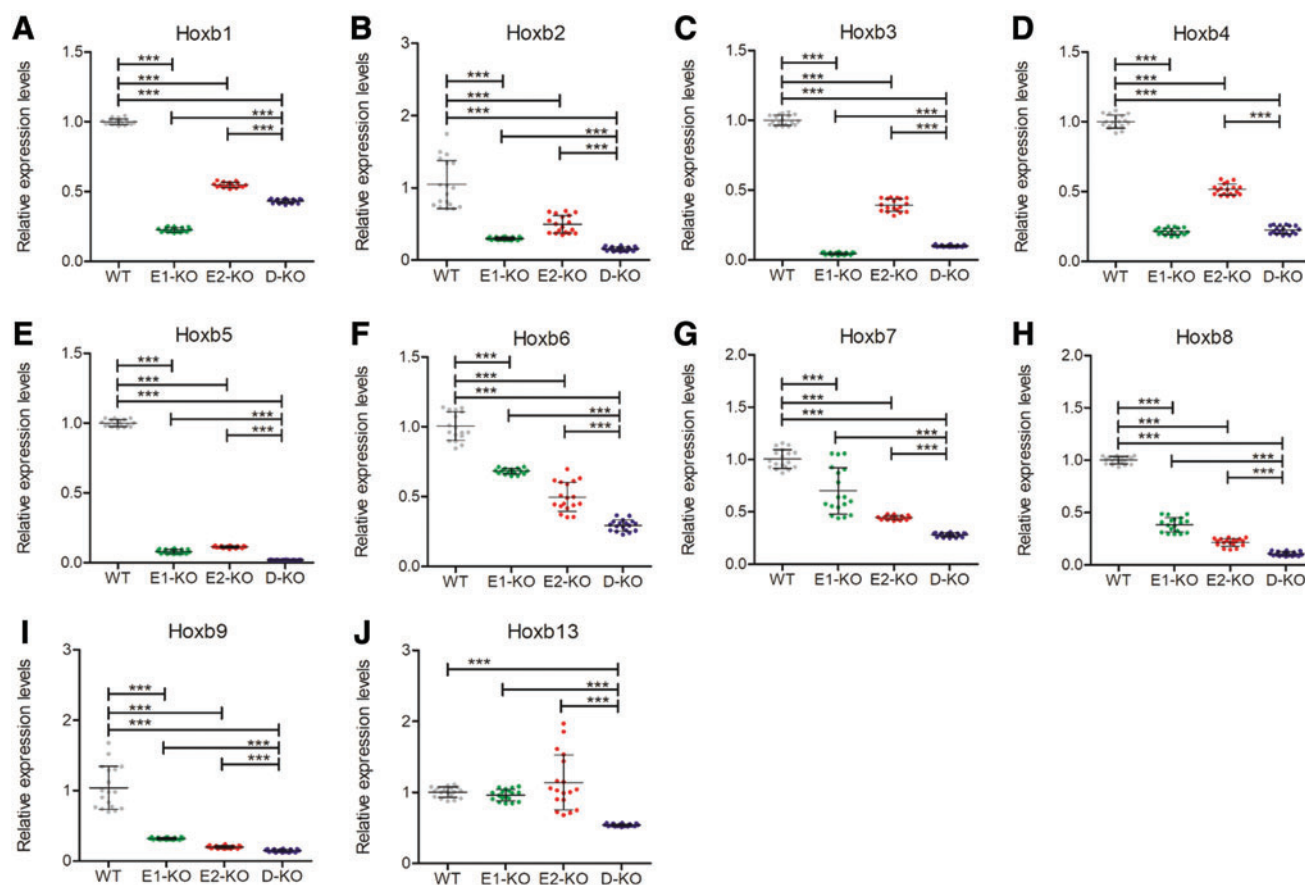 A
Hoxb1
Relative expression levels
1.5
1.0
0.5
0.0
***
***
***
***
***
WT E1-KO E2-KO D-KO
B
Hoxb2
Relative expression levels
3
2
1
0
***
***
***
***
***
WT E1-KO E2-KO D-KO
C
Hoxb3
Relative expression levels
1.5
1.0
0.5
0.0
***
***
***
***
***
WT E1-KO E2-KO D-KO
D
Hoxb4
Relative expression levels
1.5
1.0
0.5
0.0
***
***
***
***
WT E1-KO E2-KO D-KO
E
Hoxb5
Relative expression levels
1.5
1.0
0.5
0.0
***
***
***
***
***
WT E1-KO E2-KO D-KO
F
Hoxb6
Relative expression levels
1.5
1.0
0.5
0.0
***
***
***
***
***
WT E1-KO E2-KO D-KO
G
Hoxb7
Relative expression levels
2.0
1.5
1.0
0.5
0.0
***
***
***
***
***
WT E1-KO E2-KO D-KO
H
Hoxb8
Relative expression levels
2.0
1.5
1.0
0.5
0.0
***
***
***
***
***
WT E1-KO E2-KO D-KO
I
Hoxb9
Relative expression levels
3
2
1
0
***
***
***
***
***
WT E1-KO E2-KO D-KO
J
Hoxb13
Relative expression levels
3
2
1
0
***
***
***
WT E1-KO E2-KO D-KO